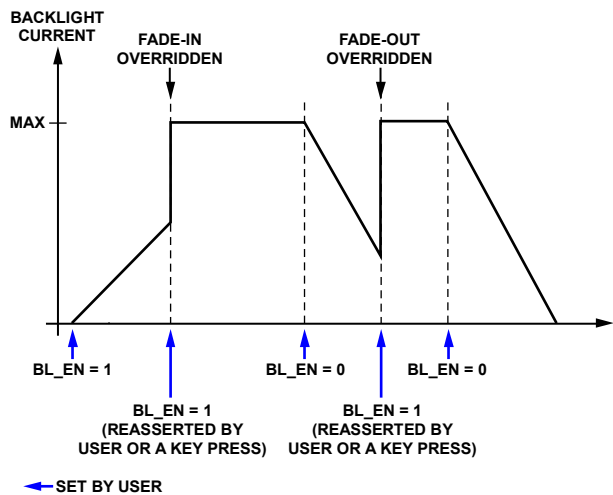 BACKLIGHT
CURRENT
FADE-IN
OVERRIDDEN
FADE-OUT
OVERRIDDEN
MAX
BL_EN = 1
BL_EN = 0
BL_EN = 0
BL_EN = 1
(REASSERTED BY
USER OR A KEY PRESS)
BL_EN = 1
(REASSERTED BY
USER OR A KEY PRESS)
SET BY USER